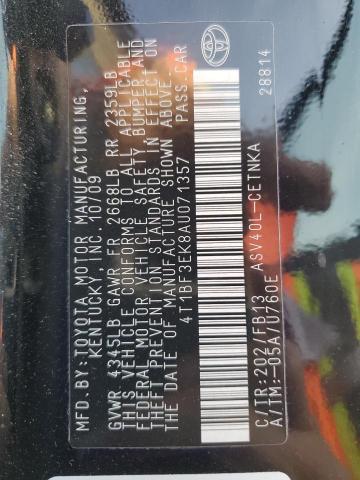 MFD.BY:TOYOTA MOTOR MANUFACTURING,
KENTUCKY, INC. 10/09
GVWR 4345LB GAWR FR 2668LB RR 2359LB
THIS VEHICLE CONFORMS TO ALL APPLICABLE
FEDERAL MOTOR VEHICLE SAFETY BUMPER AND
THEFT PREVENTION STANDARDS IN EFFECT ON
THE DATE OF MANUFACTURE SHOWN ABOVE.
4T1BF3EK8AU071357 PASS.CAR
C/TR:202/FB13 ASV40L-CETNKA
A/TM:-05A/U760E
28814